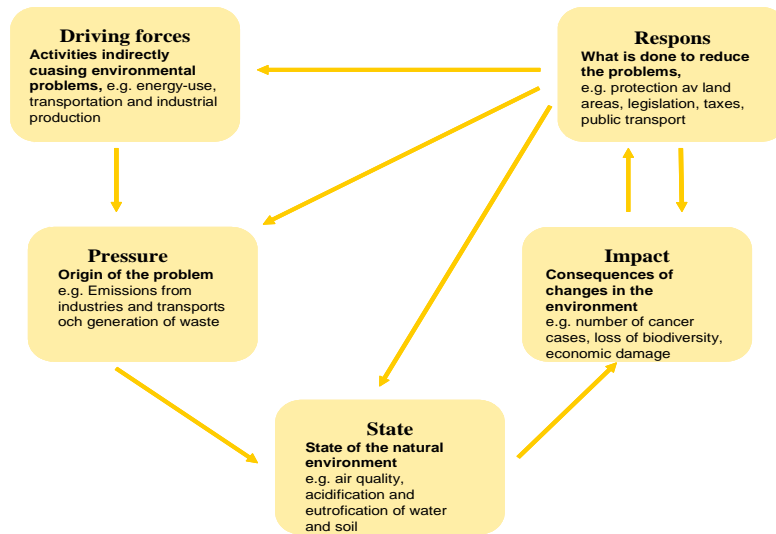 Driving forces
Activities indirectly
cuasing environmental
problems, e.g. energy-use,
transportation and industrial
production
Respons
What is done to reduce
the problems,
e.g. protection av land
areas, legislation, taxes,
public transport
Pressure
Origin of the problem
e.g. Emissions from
industries and transports
och generation of waste
Impact
Consequences of
changes in the
environment
e.g. number of cancer
cases, loss of biodiversity,
economic damage
State
State of the natural
environment
e.g. air quality,
acidification and
eutrofication of water
and soil